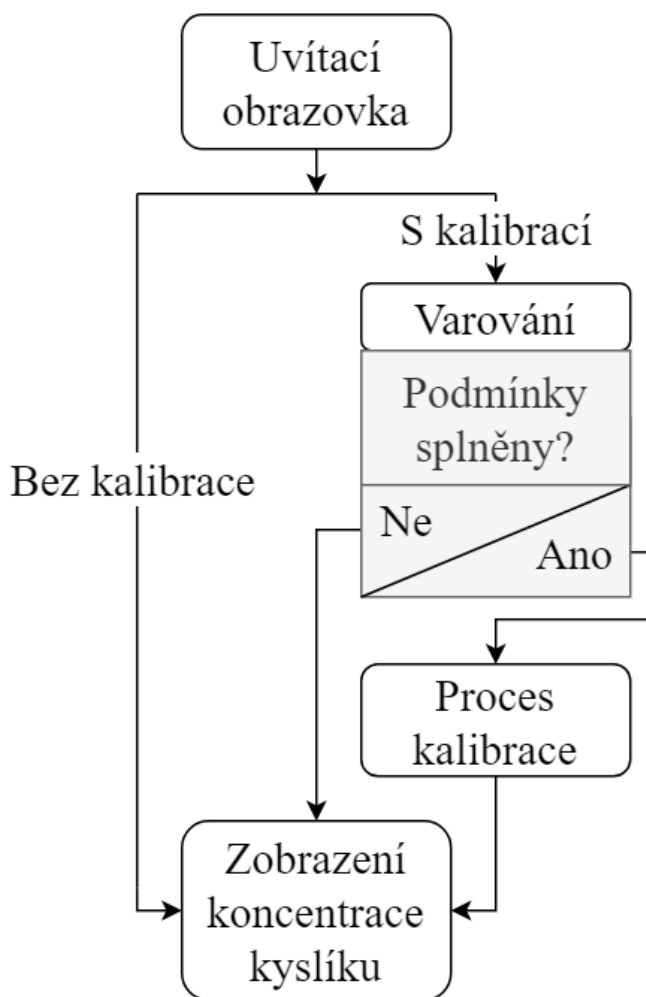 Uvítací
obrazovka
S kalibrací
Varování
Podmínky
splněny?
Bez kalibrace
Ne
Ano
Proces
kalibrace
Zobrazení
koncentrace
kyslíku